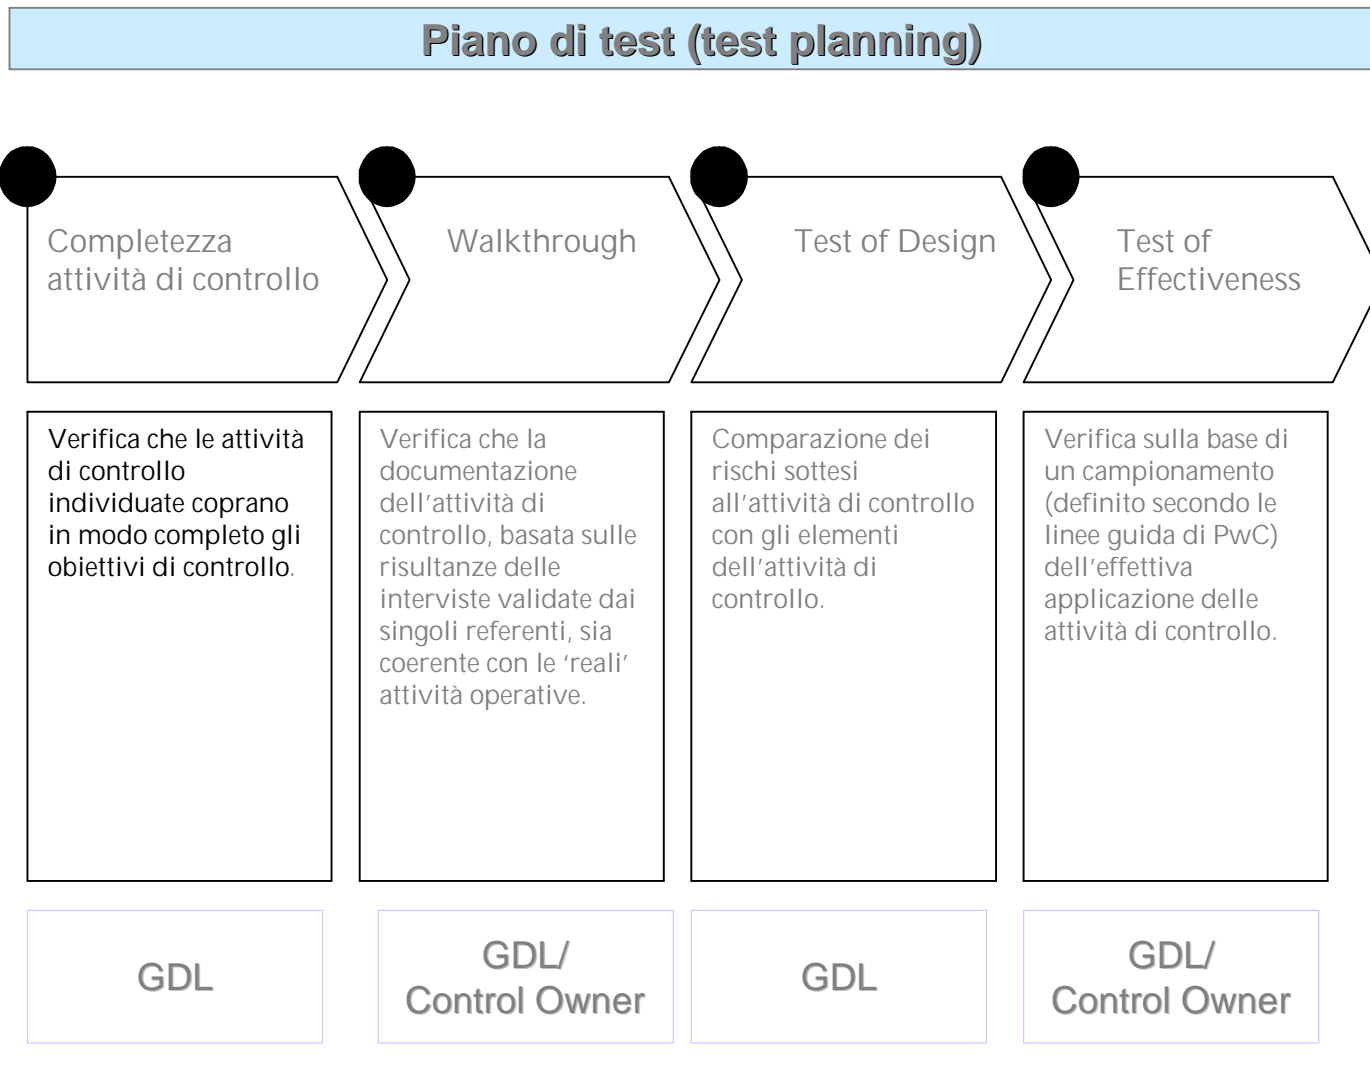 Piano di test (test planning)
Completezza
attività di controllo
Walkthrough
Test of Design
Test of
Effectiveness
Verifica che le attività
di controllo
individuate coprano
in modo completo gli
obiettivi di controllo.
Verifica che la
documentazione
dell’attività di
controllo, basata sulle
risultanze delle
interviste validate dai
singoli referenti, sia
coerente con le ‘reali’
attività operative.
Comparazione dei
rischi sottesi
all’attività di controllo
con gli elementi
dell’attività di
controllo.
Verifica sulla base di
un campionamento
(definito secondo le
linee guida di PwC)
dell’effettiva
applicazione delle
attività di controllo.
GDL
GDL/
Control Owner
GDL
GDL/
Control Owner